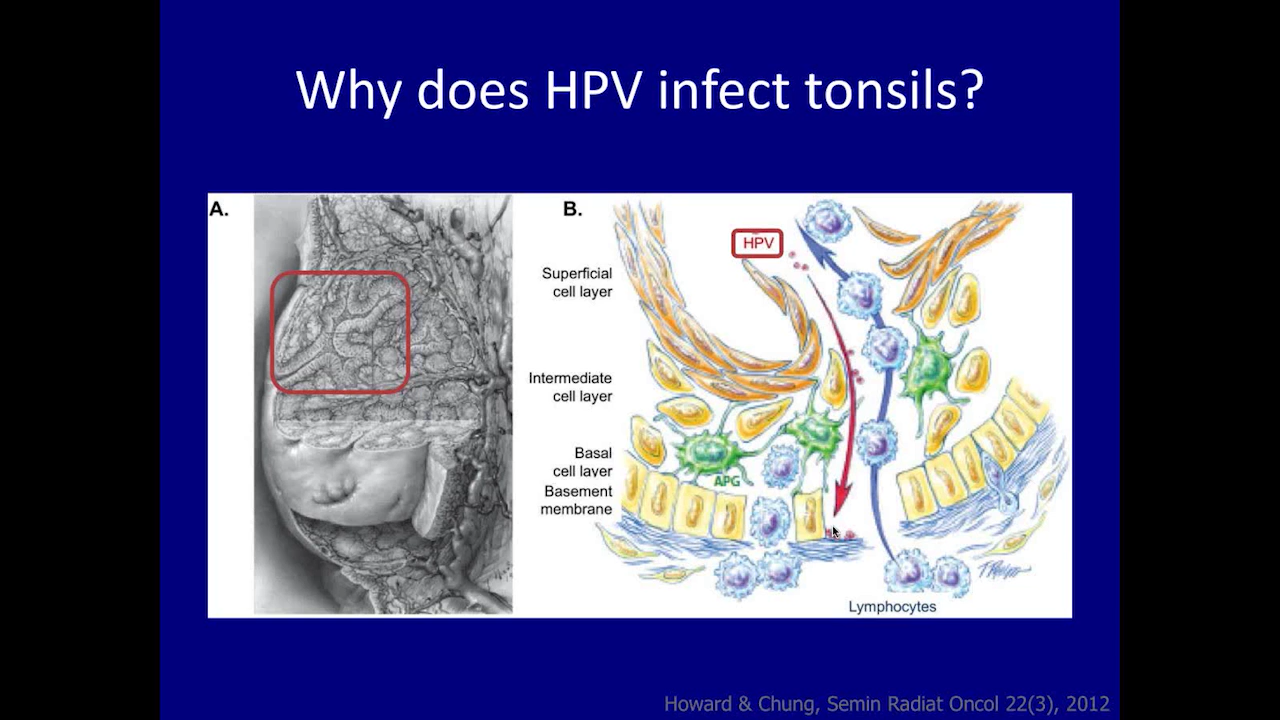 Why does HPV infect tonsils?
A.
B.
HPV
Superficial
cell layer
Intermediate
cell layer
Basal
cell layer
APG
Basement
membrane
Lymphocytes
Howard & Chung, Semin Radiat Oncol 22(3), 2012